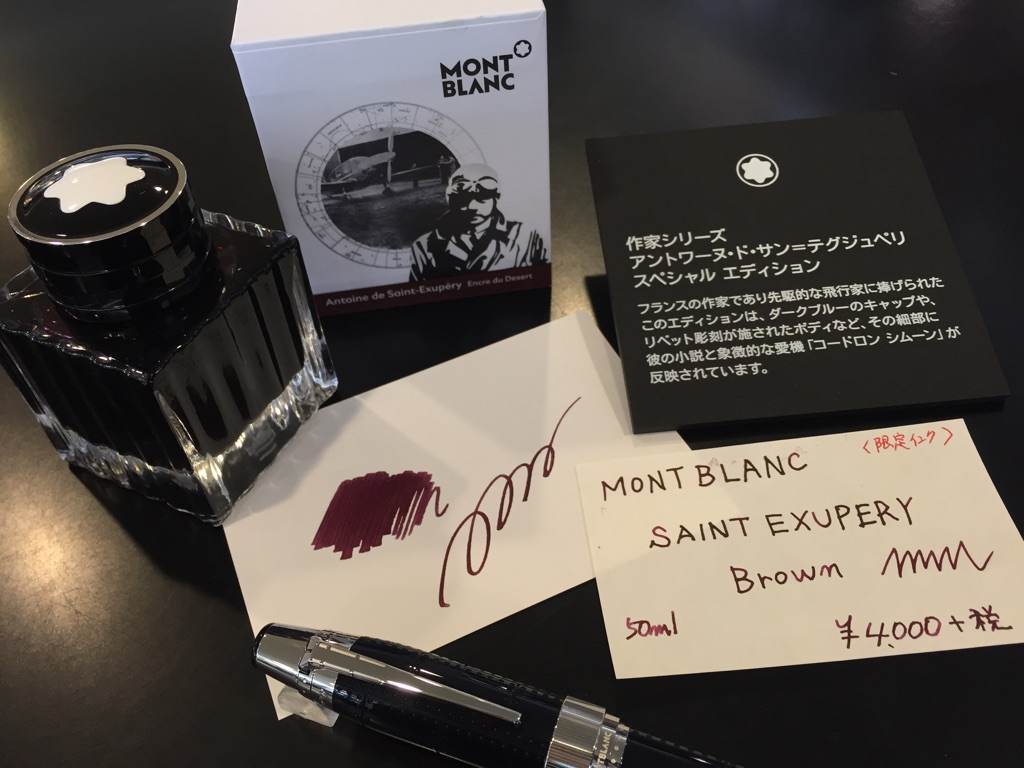 MONT
BLANC
Antoine de Saint-Exupéry Encre du Desert
作家シリーズ
アントワーヌ・ド・サン=テグジュペリ
スペシャル エディション
フランスの作家であり先駆的な飛行家に捧げられた
このエディションは、ダークブルーのキャップや、
リベット彫刻が施されたボディなど、その細部に
彼の小説と象徴的な愛機「コードロン シムーン」が
反映されています。
〈限定インク〉
MONT BLANC
SAINT EXUPERY
Brown
50ml
¥4,000+税
BLANC